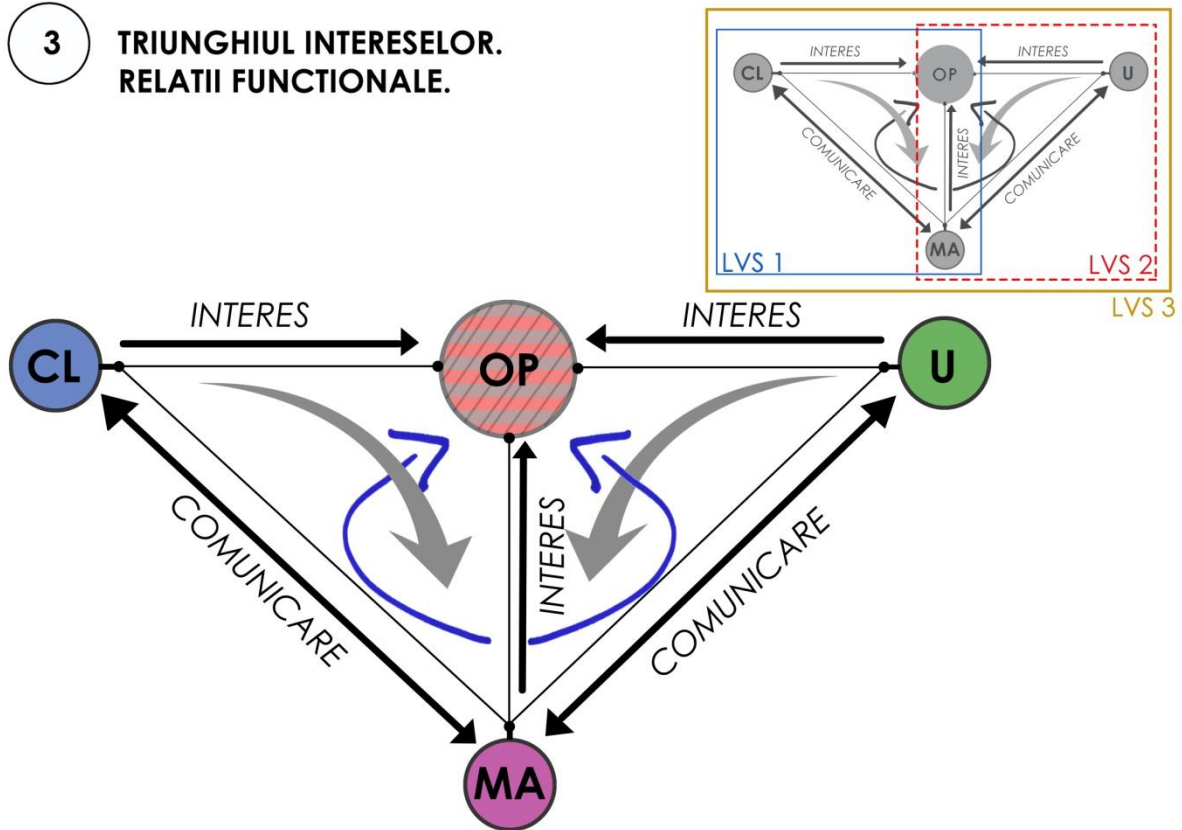 3
TRIUNGHIUL INTERESELOR.
RELATII FUNCTIONALE.
CL
INTERES
OP
INTERES
U
COMUNICARE
INTERES
COMUNICARE
MA
LVS 1
LVS 2
LVS 3
INTERES
INTERES
CL
OP
U
COMUNICARE
INTERES
COMUNICARE
MA